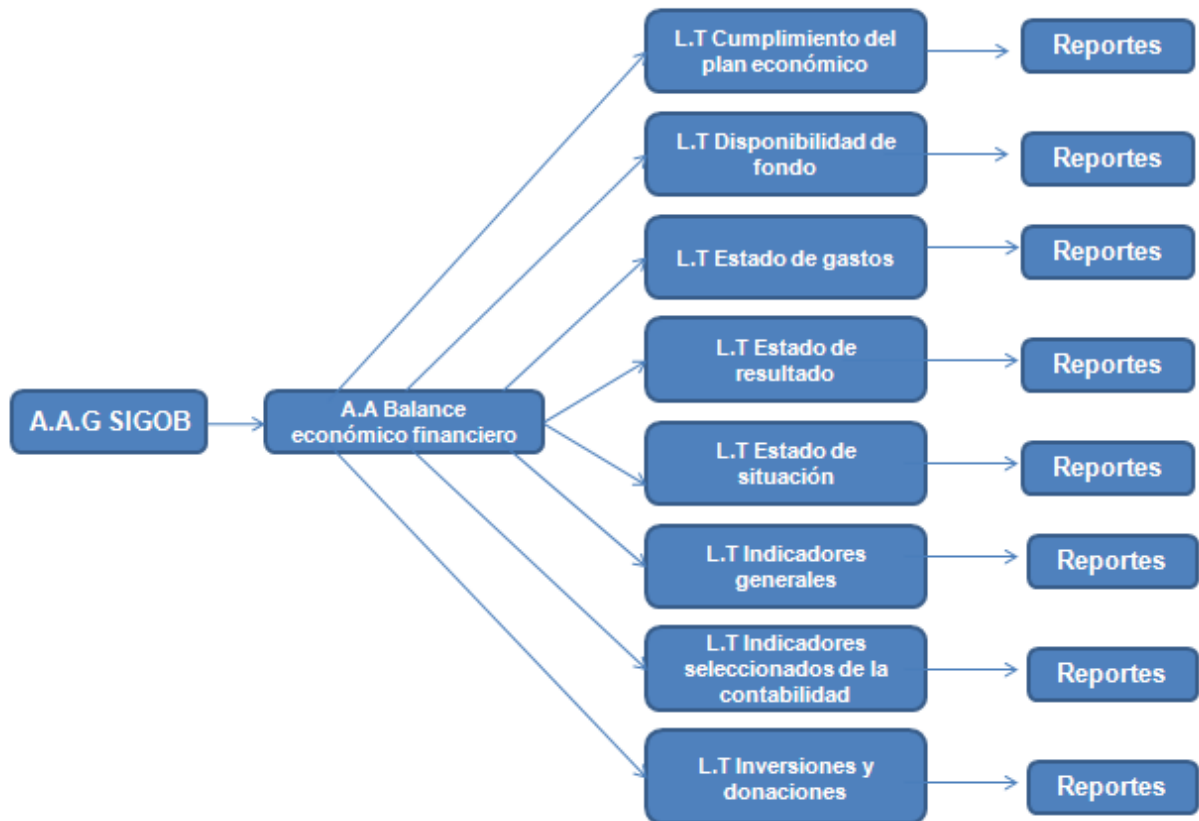 L.T Cumplimiento del
plan económico
Reportes
L.T Disponibilidad de
fondo
Reportes
L.T Estado de gastos
Reportes
L.T Estado de
resultado
Reportes
A.A.G SIGOB
A.A Balance
económico financiero
L.T Estado de
situación
Reportes
L.T Indicadores
generales
Reportes
L.T Indicadores
seleccionados de la
contabilidad
Reportes
L.T Inversiones y
donaciones
Reportes